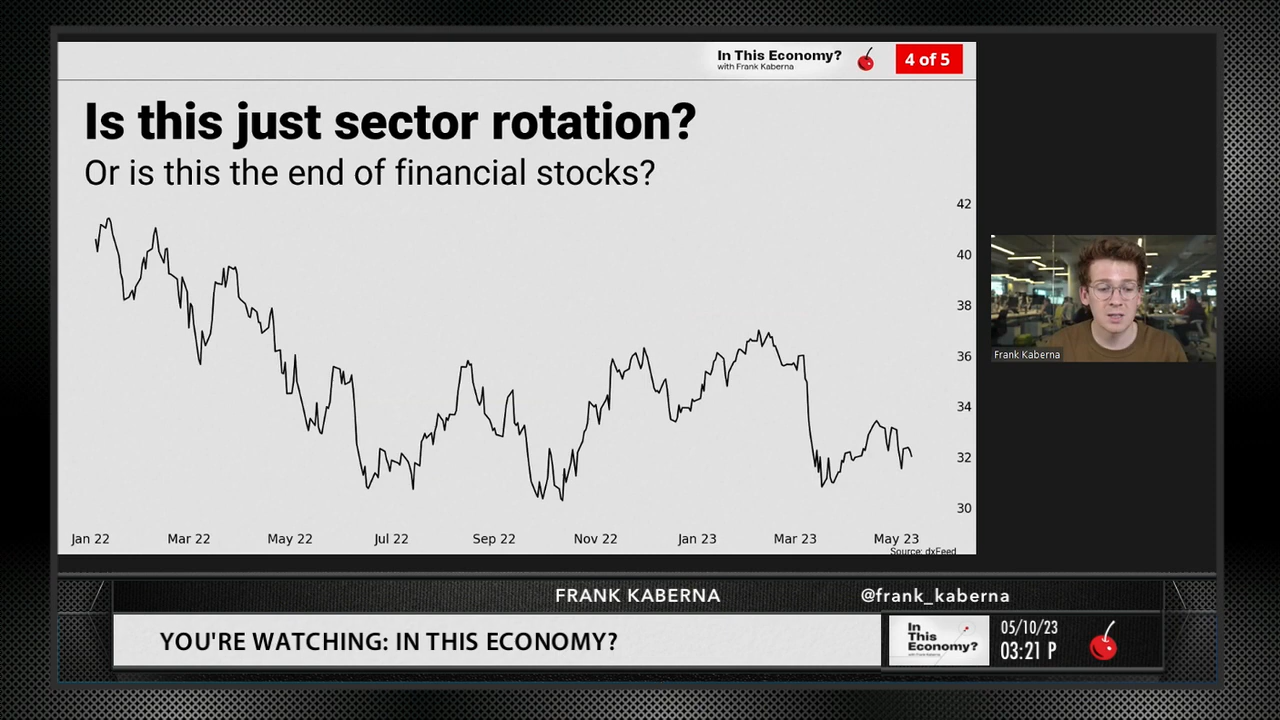 In This Economy?
with Frank Kaberna
4 of 5
Is this just sector rotation?
Or is this the end of financial stocks?
42
40
38
36
34
32
30
Jan 22 Mar 22 May 22 Jul 22 Sep 22 Nov 22 Jan 23 Mar 23 May 23
Source: dxFeed
Frank Kaberna
FRANK KABERNA @frank_kaberna
YOU'RE WATCHING: IN THIS ECONOMY?
In
This
Economy?
with Frank Kaberna
05/10/23
03:21 P